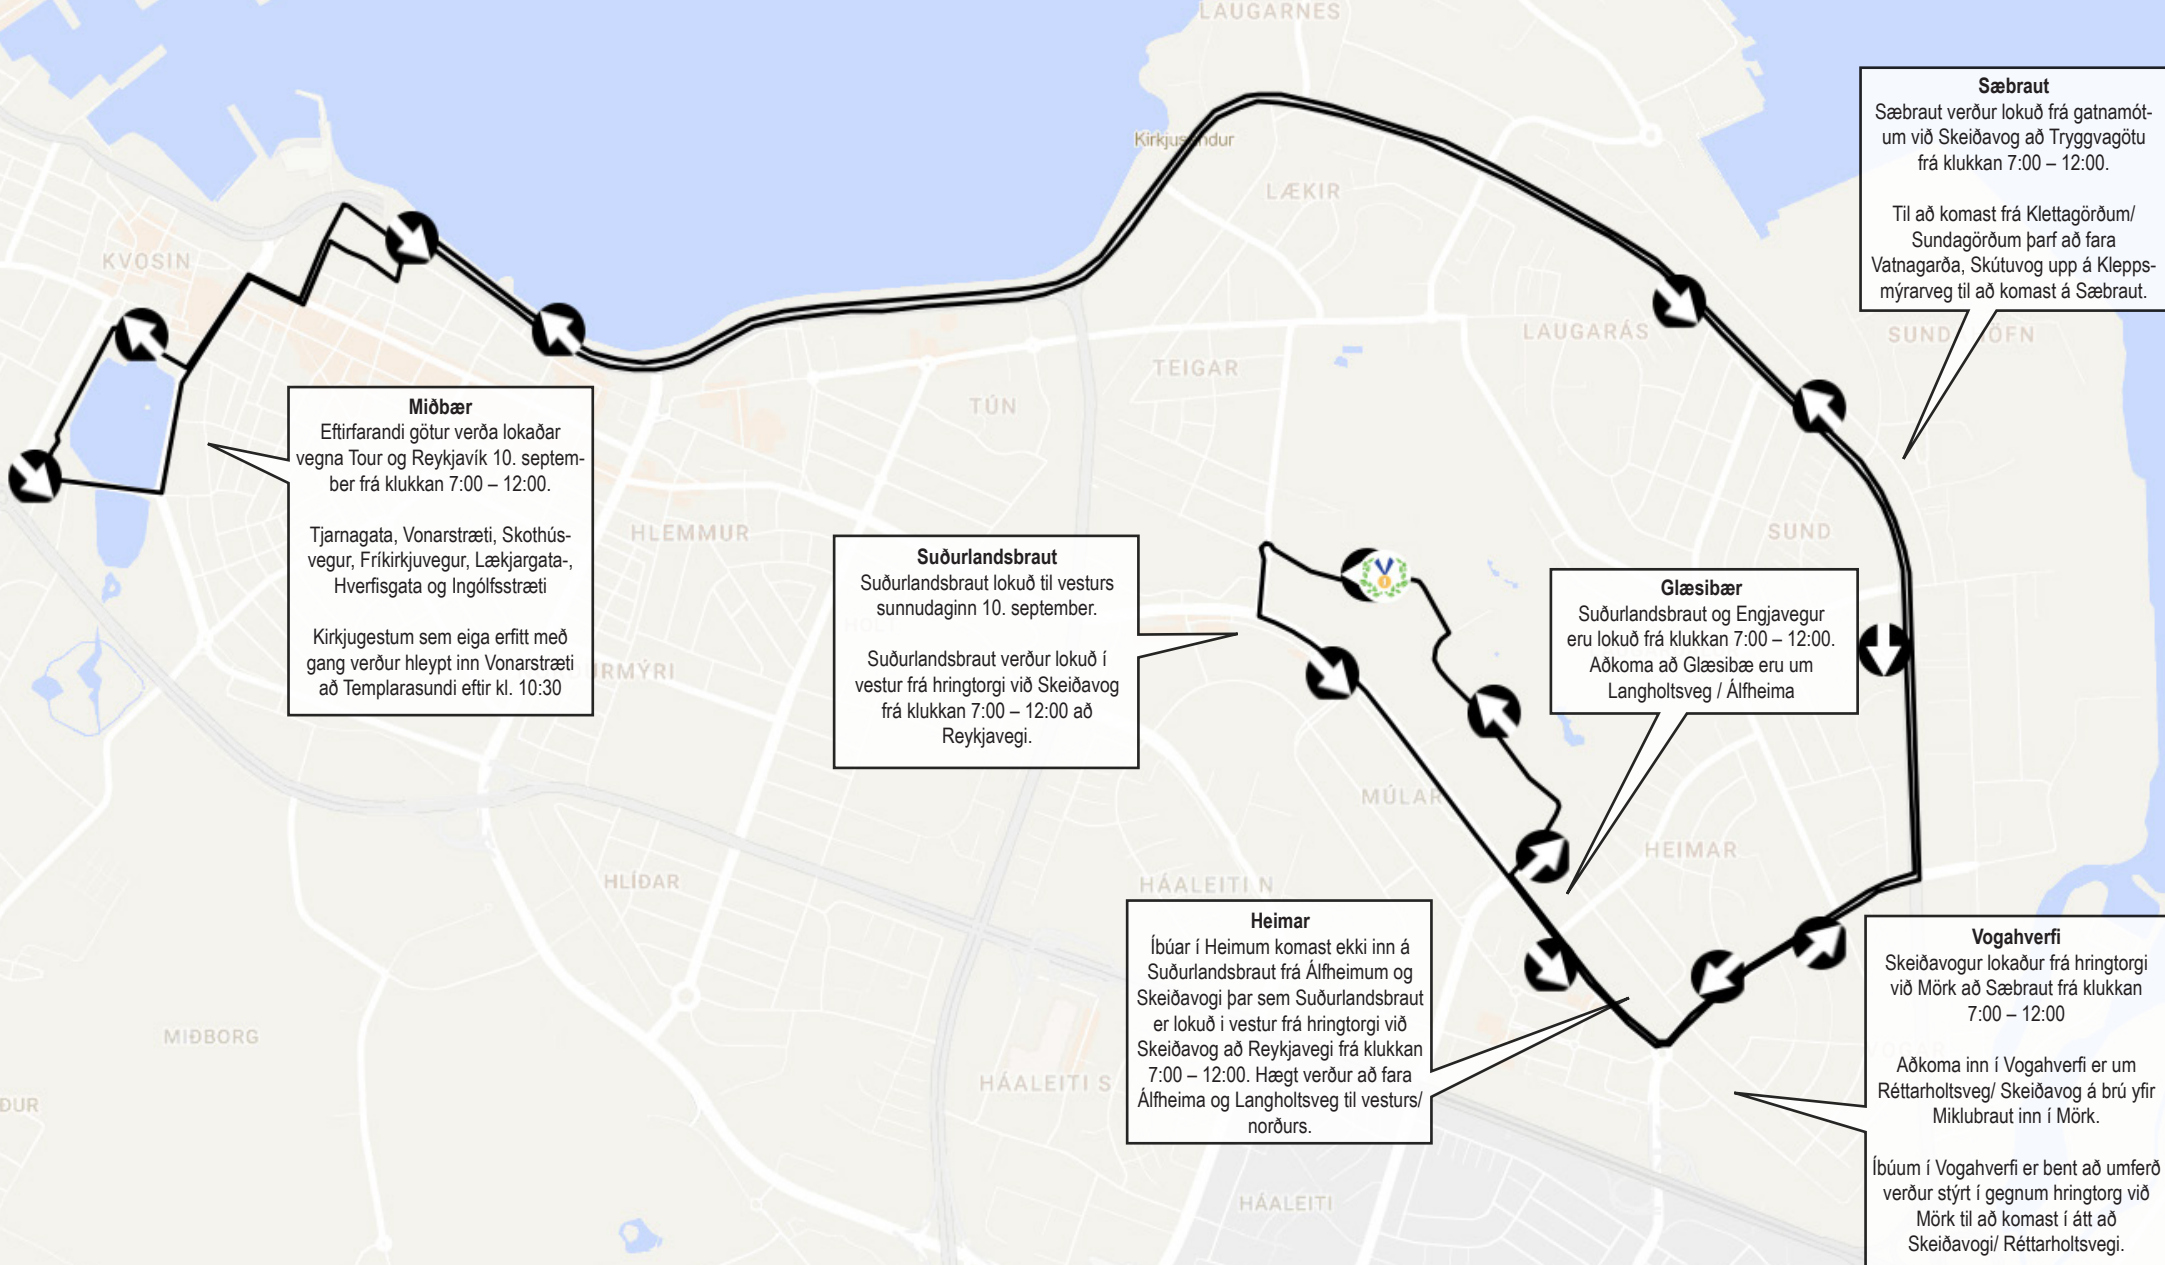 LAUGARNES
Kirkjusandur
LÆKIR
KVOSIN
LAUGARÁS
TEIGAR
TÚN
HLEMMUR
SUND
MÚLAR
HEIMAR
HÁALEITI N
HLÍÐAR
MIÐBORG
HÁALEITI S
HÁALEITI
Sæbraut
Sæbraut verður lokuð frá gatnamót-
um við Skeiðavog að Tryggvagötu
frá klukkan 7:00 – 12:00.
Til að komast frá Klettagörðum/
Sundagörðum þarf að fara
Vatnagarða, Skútuvog upp á Klepps-
mýrarveg til að komast á Sæbraut.
Miðbær
Eftirfarandi götur verða lokaðar
vegna Tour og Reykjavík 10. septem-
ber frá klukkan 7:00 – 12:00.
Tjarnagata, Vonarstræti, Skothús-
vegur, Fríkirkjuvegur, Lækjargata-,
Hverfisgata og Ingólfsstræti
Kirkjugestum sem eiga erfitt með
gang verður hleypt inn Vonarstræti
að Templarasundi eftir kl. 10:30
Suðurlandsbraut
Suðurlandsbraut lokuð til vesturs
sunnudaginn 10. september.
Suðurlandsbraut verður lokuð í
vestur frá hringtorgi við Skeiðavog
frá klukkan 7:00 – 12:00 að
Reykjavegi.
Glæsibær
Suðurlandsbraut og Engjavegur
eru lokuð frá klukkan 7:00 – 12:00.
Aðkoma að Glæsibæ eru um
Langholtsveg / Álfheima
Heimar
Íbúar í Heimum komast ekki inn á
Suðurlandsbraut frá Álfheimum og
Skeiðavogi þar sem Suðurlandsbraut
er lokuð i vestur frá hringtorgi við
Skeiðavog að Reykjavegi frá klukkan
7:00 – 12:00. Hægt verður að fara
Álfheima og Langholtsveg til vesturs/
norðurs.
Vogahverfi
Skeiðavogur lokaður frá hringtorgi
við Mörk að Sæbraut frá klukkan
7:00 – 12:00
Aðkoma inn í Vogahverfi er um
Réttarholtsveg/ Skeiðavog á brú yfir
Miklubraut inn í Mörk.
Íbúum í Vogahverfi er bent að umferð
verður stýrt í gegnum hringtorg við
Mörk til að komast í átt að
Skeiðavogi/ Réttarholtsvegi.